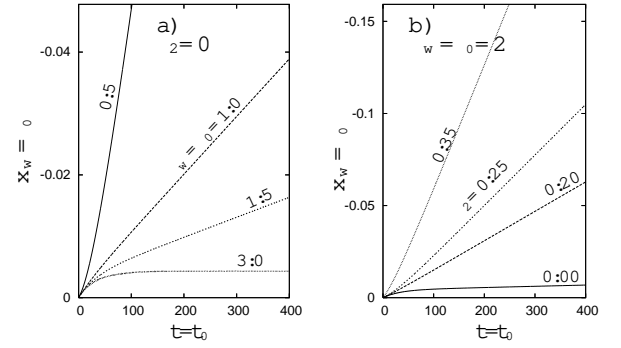 a)
₂=0
-0.04
-0.02
0
x_w = ₀
0:5
w = ₀=1:0
1:5
3:0
0 100 200 300 400
t=t₀
b)
w = ₀=2
-0.15
-0.1
-0.05
0
x_w = ₀
0:35
₂=0:25
0:20
0:00
0 100 200 300 400
t=t₀